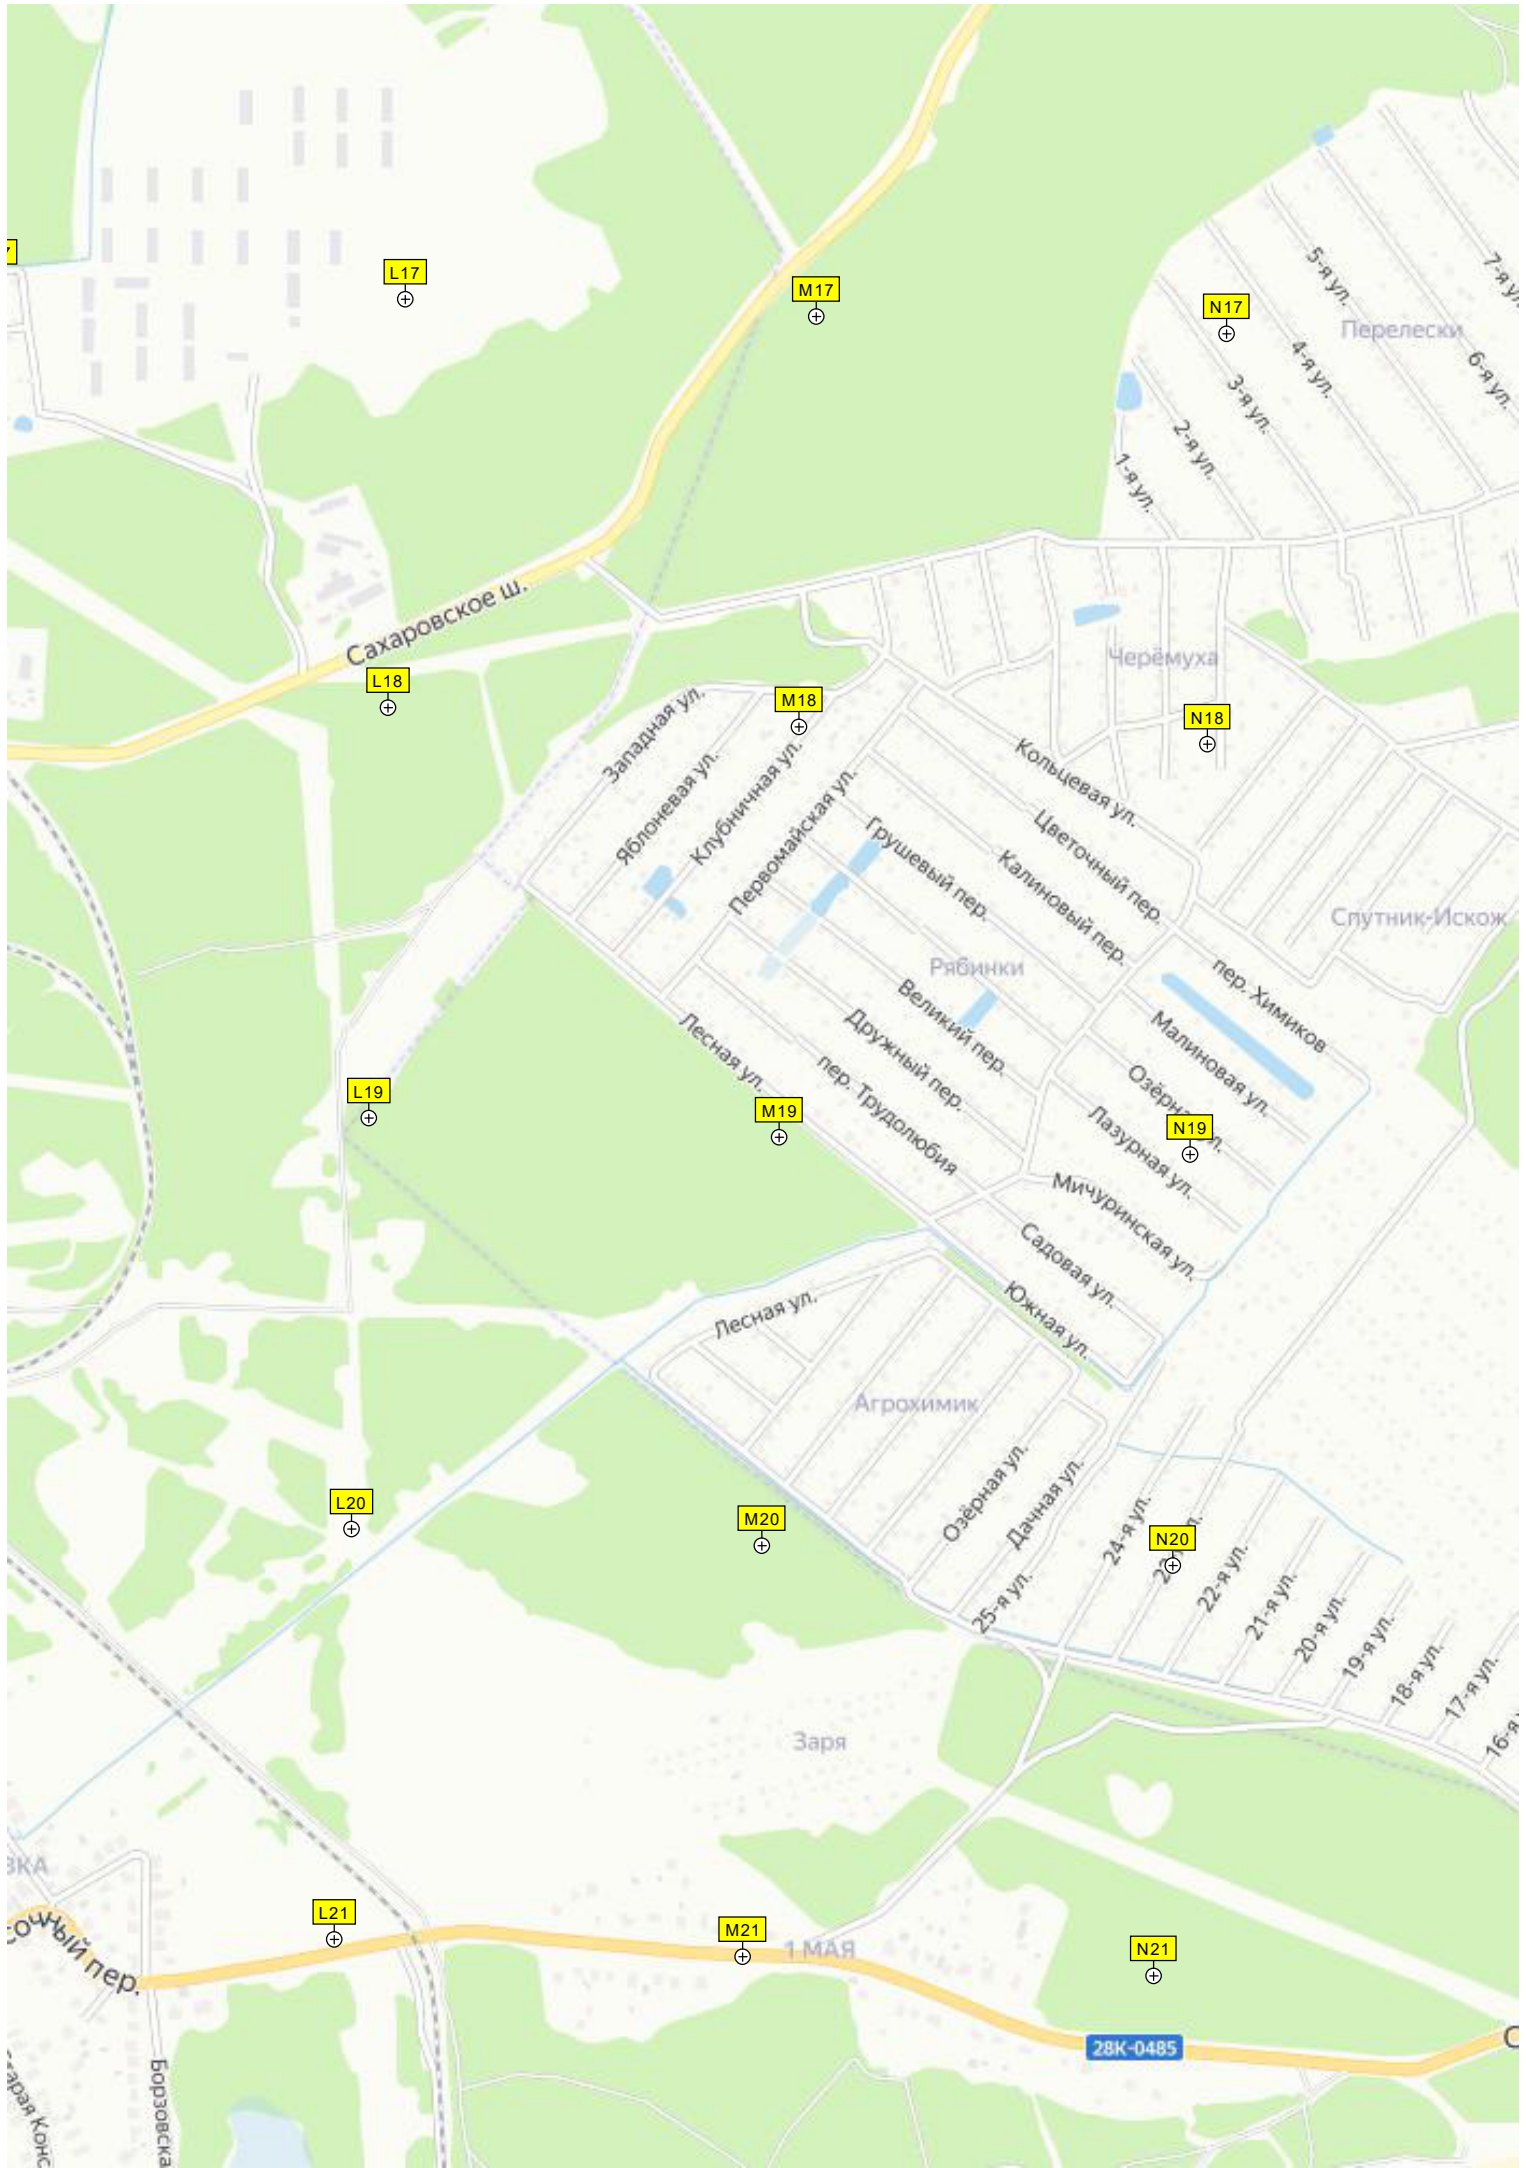 L17
M17
N17
5-я ул.
7-я ул.
Перелески
4-я ул.
6-я ул.
3-я ул.
2-я ул.
1-я ул.
Сахаровское ш.
Черёмуха
L18
M18
N18
Западная ул.
Яблоневая ул.
Клубничная ул.
Первомайская ул.
Кольцевая ул.
Цветочный пер.
Грушевый пер.
Калиновый пер.
Спутник-Искож
Рябинки
пер. Химиков
Великий пер.
Дружный пер.
Малиновая ул.
Лесная ул.
пер. Трудолюбия
L19
M19
N19
Лазурная ул.
Мичуринская ул.
Садовая ул.
Южная ул.
Лесная ул.
Агрохимик
Озёрная ул.
Дачная ул.
L20
M20
N20
24-я ул.
22-я ул.
21-я ул.
25-я ул.
20-я ул.
19-я ул.
18-я ул.
17-я ул.
Заря
L21
M21
1 МАЯ
N21
пер.
28К-0485